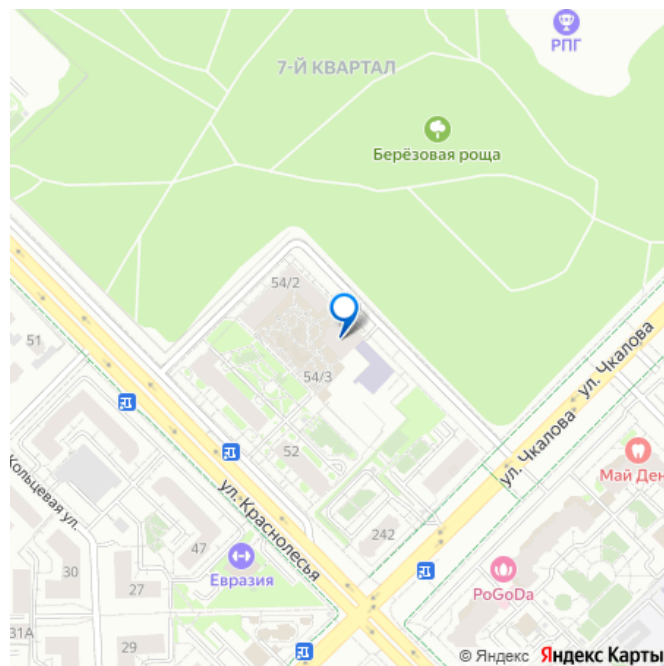 РПГ
7-Й КВАРТАЛ
Берёзовая роща
54/2
51
54/3
ул. Чкалова
ул. Чкалова
52
Май Ден
Кольцевая ул.
ул. Краснолесья
242
47
30
Евразия
27
PoGoDa
31А
29
© Яндекс Яндекс Карты